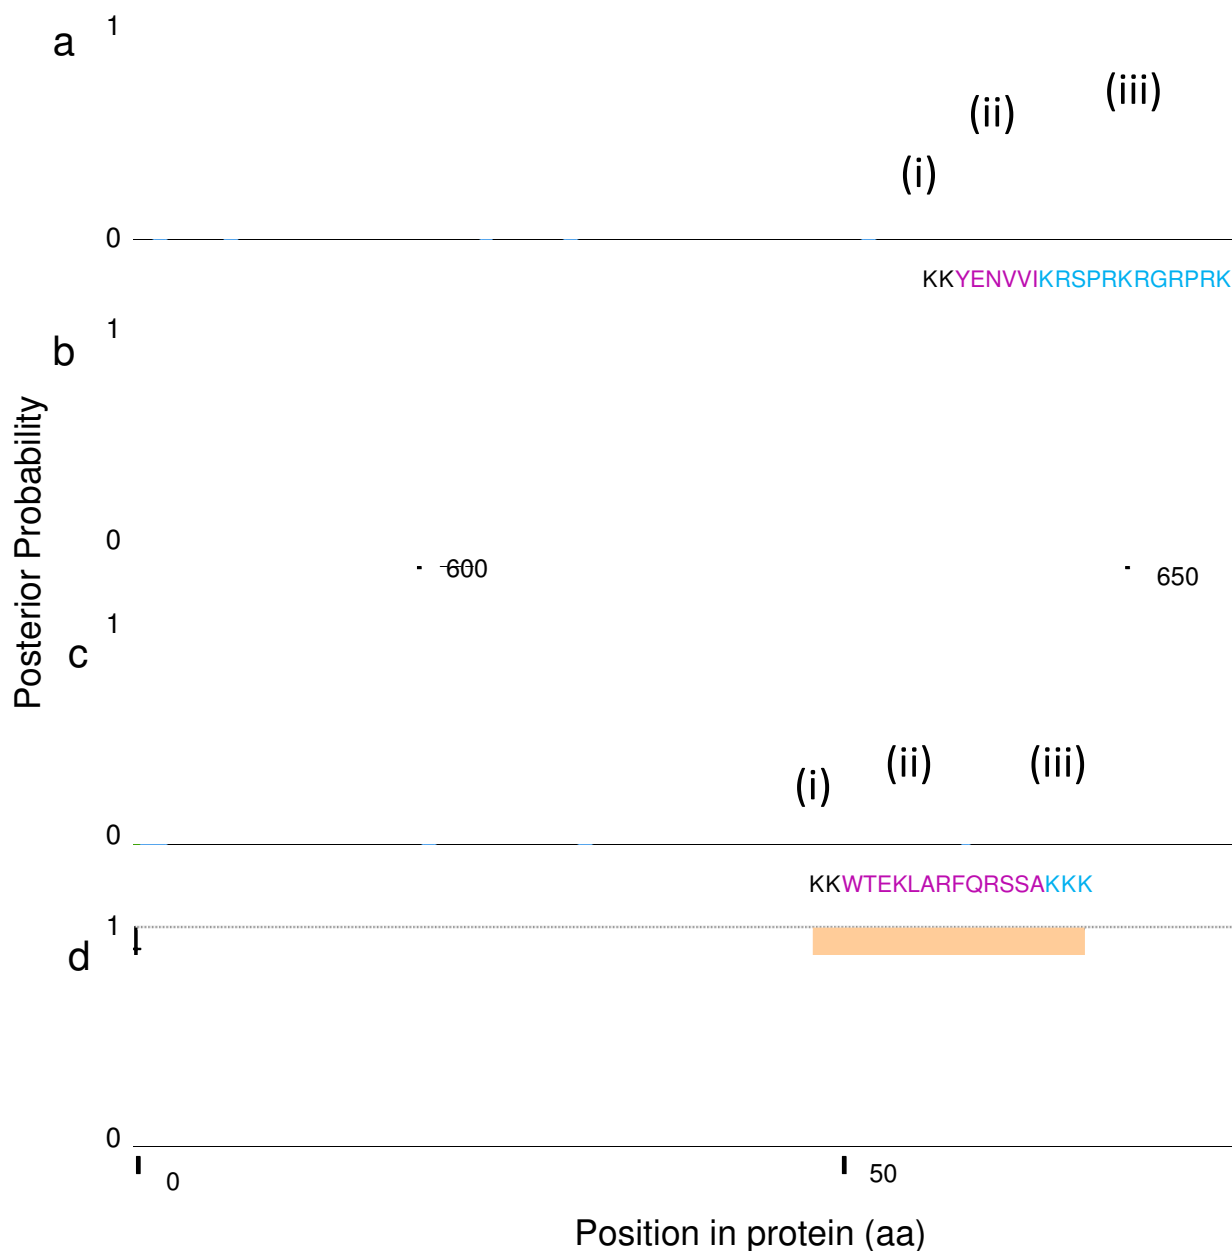 a
1
(iii)
(ii)
(i)
0
KKYENVVIKRSPRKRGRPRK
1
b
Posterior Probability
0
600
650
1
c
(i)
(ii)
(iii)
0
KKWTEKLARFQRSSAKKK
1
d
0
0
50
Position in protein (aa)